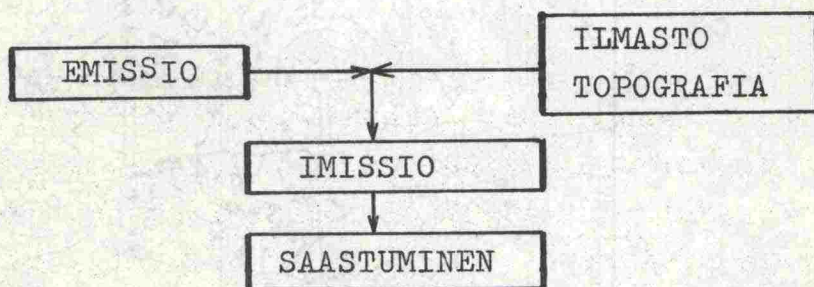 EMISSIO
ILMASTO
TOPOGRAFIA
IMISSIO
SAASTUMINEN